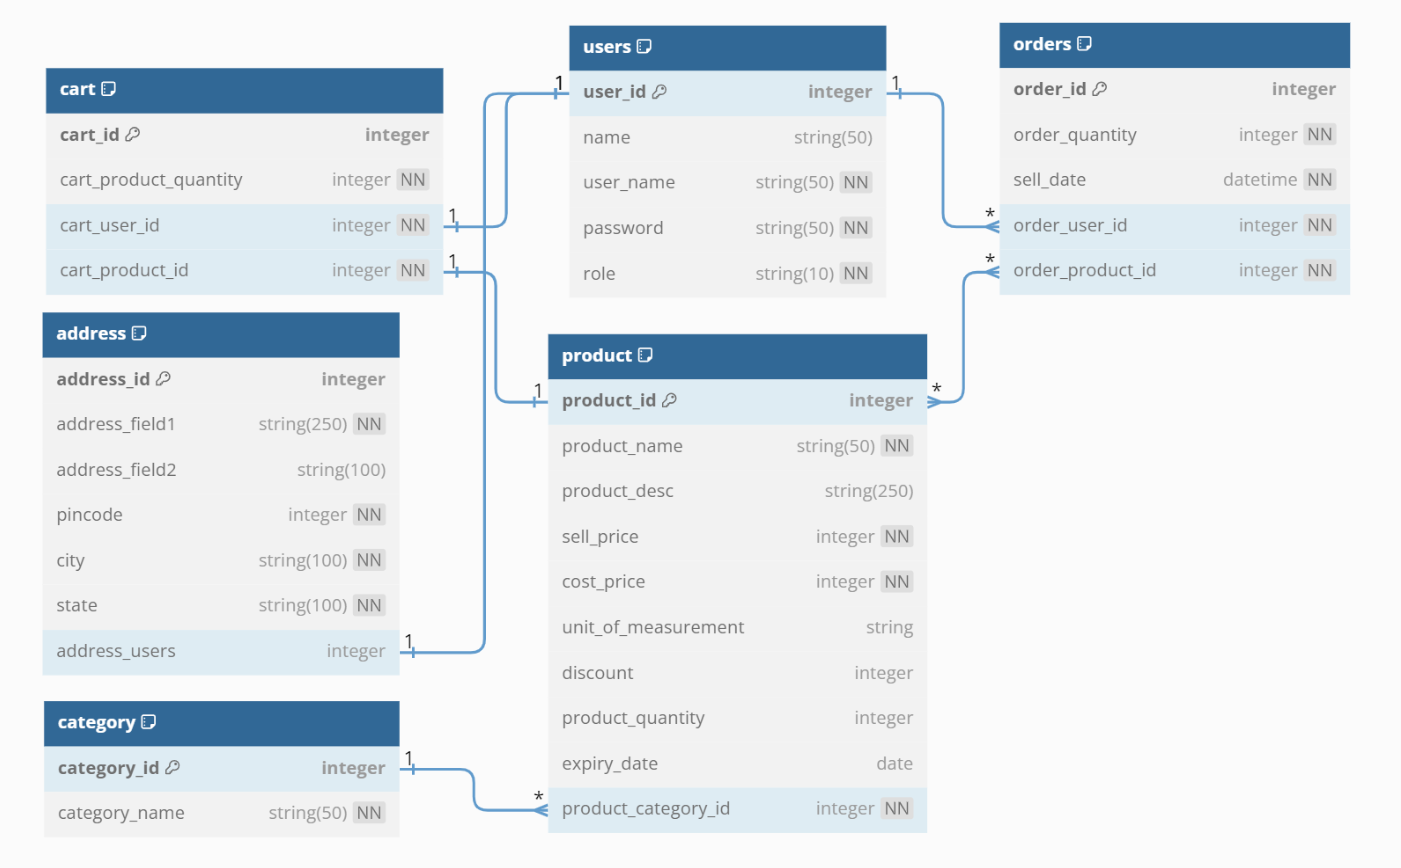 cart
cart_id integer
cart_product_quantity integer NN
cart_user_id integer NN
cart_product_id integer NN
1
1
address
address_id integer
address_field1 string(250) NN
address_field2 string(100)
pincode integer NN
city string(100) NN
state string(100) NN
address_users integer
1
category
category_id integer
category_name string(50) NN
1
users
user_id integer
name string(50)
user_name string(50) NN
password string(50) NN
role string(10) NN
1
1
product
product_id integer
product_name string(50) NN
product_desc string(250)
sell_price integer NN
cost_price integer NN
unit_of_measurement string
discount integer
product_quantity integer
expiry_date date
product_category_id integer NN
1
*
*
orders
order_id integer
order_quantity integer NN
sell_date datetime NN
order_user_id integer NN
order_product_id integer NN
*
*